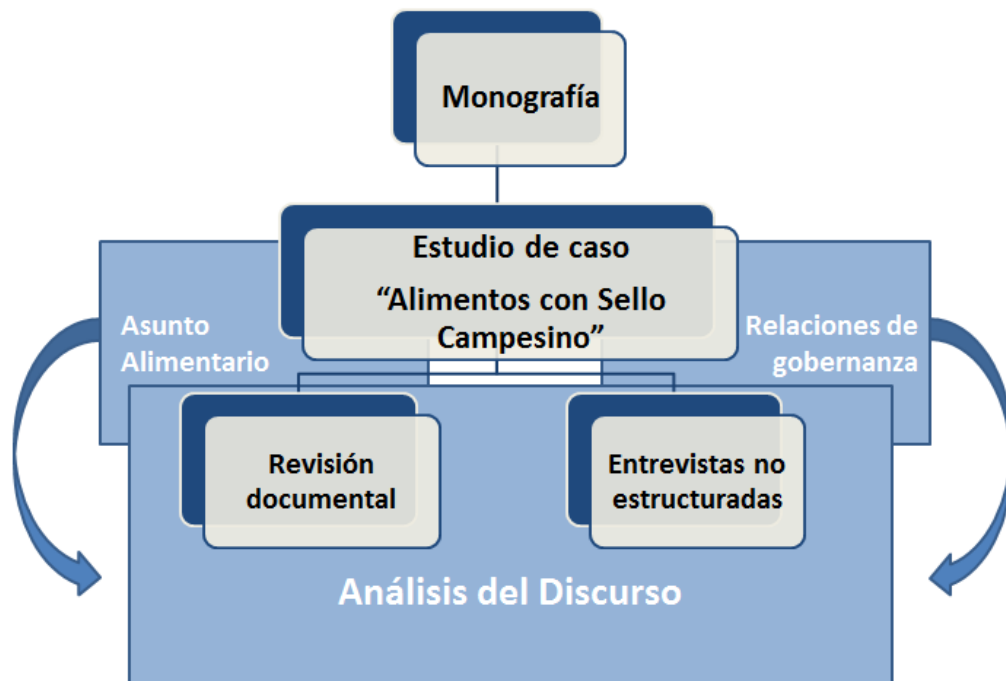 Monografía
Estudio de caso
“Alimentos con Sello
Campesino”
Asunto
Alimentario
Relaciones de
gobernanza
Revisión
documental
Entrevistas no
estructuradas
Análisis del Discurso